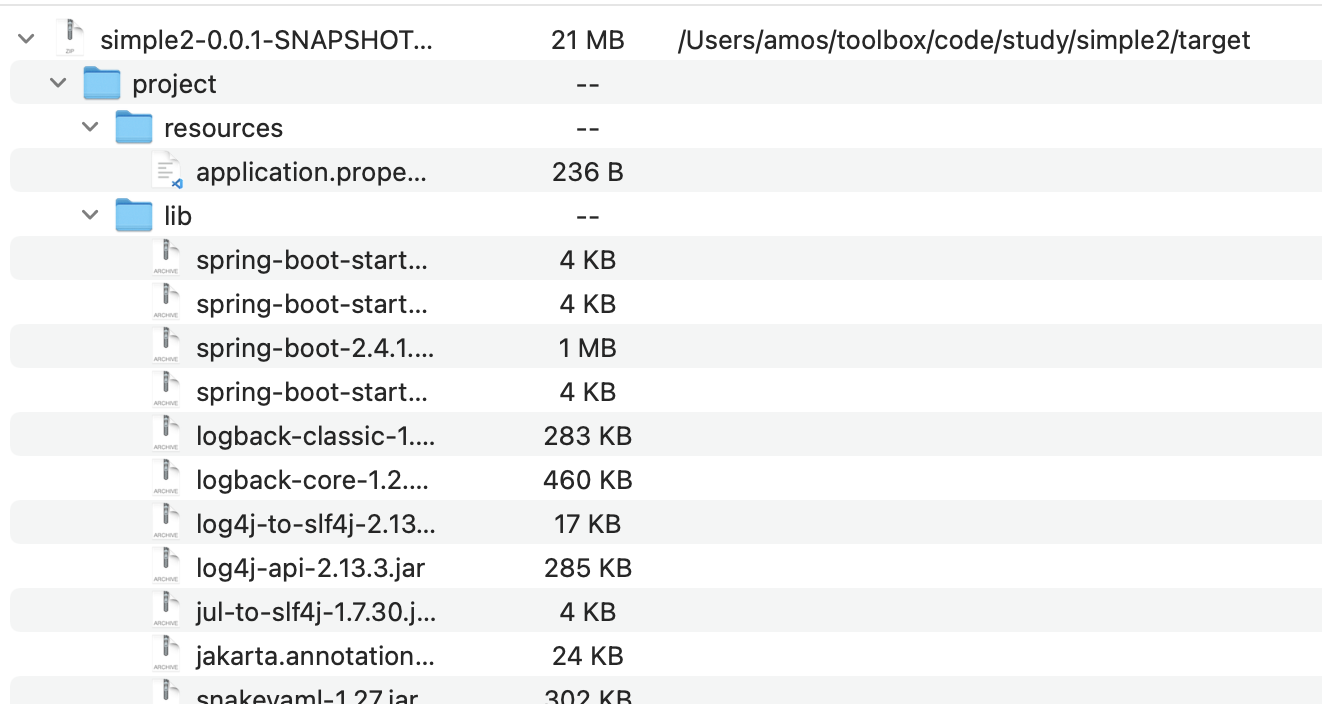 simple2-0.0.1-SNAPSHOT... 21 MB /Users/amos/toolbox/code/study/simple2/target
project --
resources --
application.prope... 236 B
lib --
spring-boot-start... 4 KB
spring-boot-start... 4 KB
spring-boot-2.4.1.... 1 MB
spring-boot-start... 4 KB
logback-classic-1.... 283 KB
logback-core-1.2.... 460 KB
log4j-to-slf4j-2.13... 17 KB
log4j-api-2.13.3.jar 285 KB
jul-to-slf4j-1.7.30.j... 4 KB
jakarta.annotation... 24 KB
snakeyaml-1.27.jar 302 KB